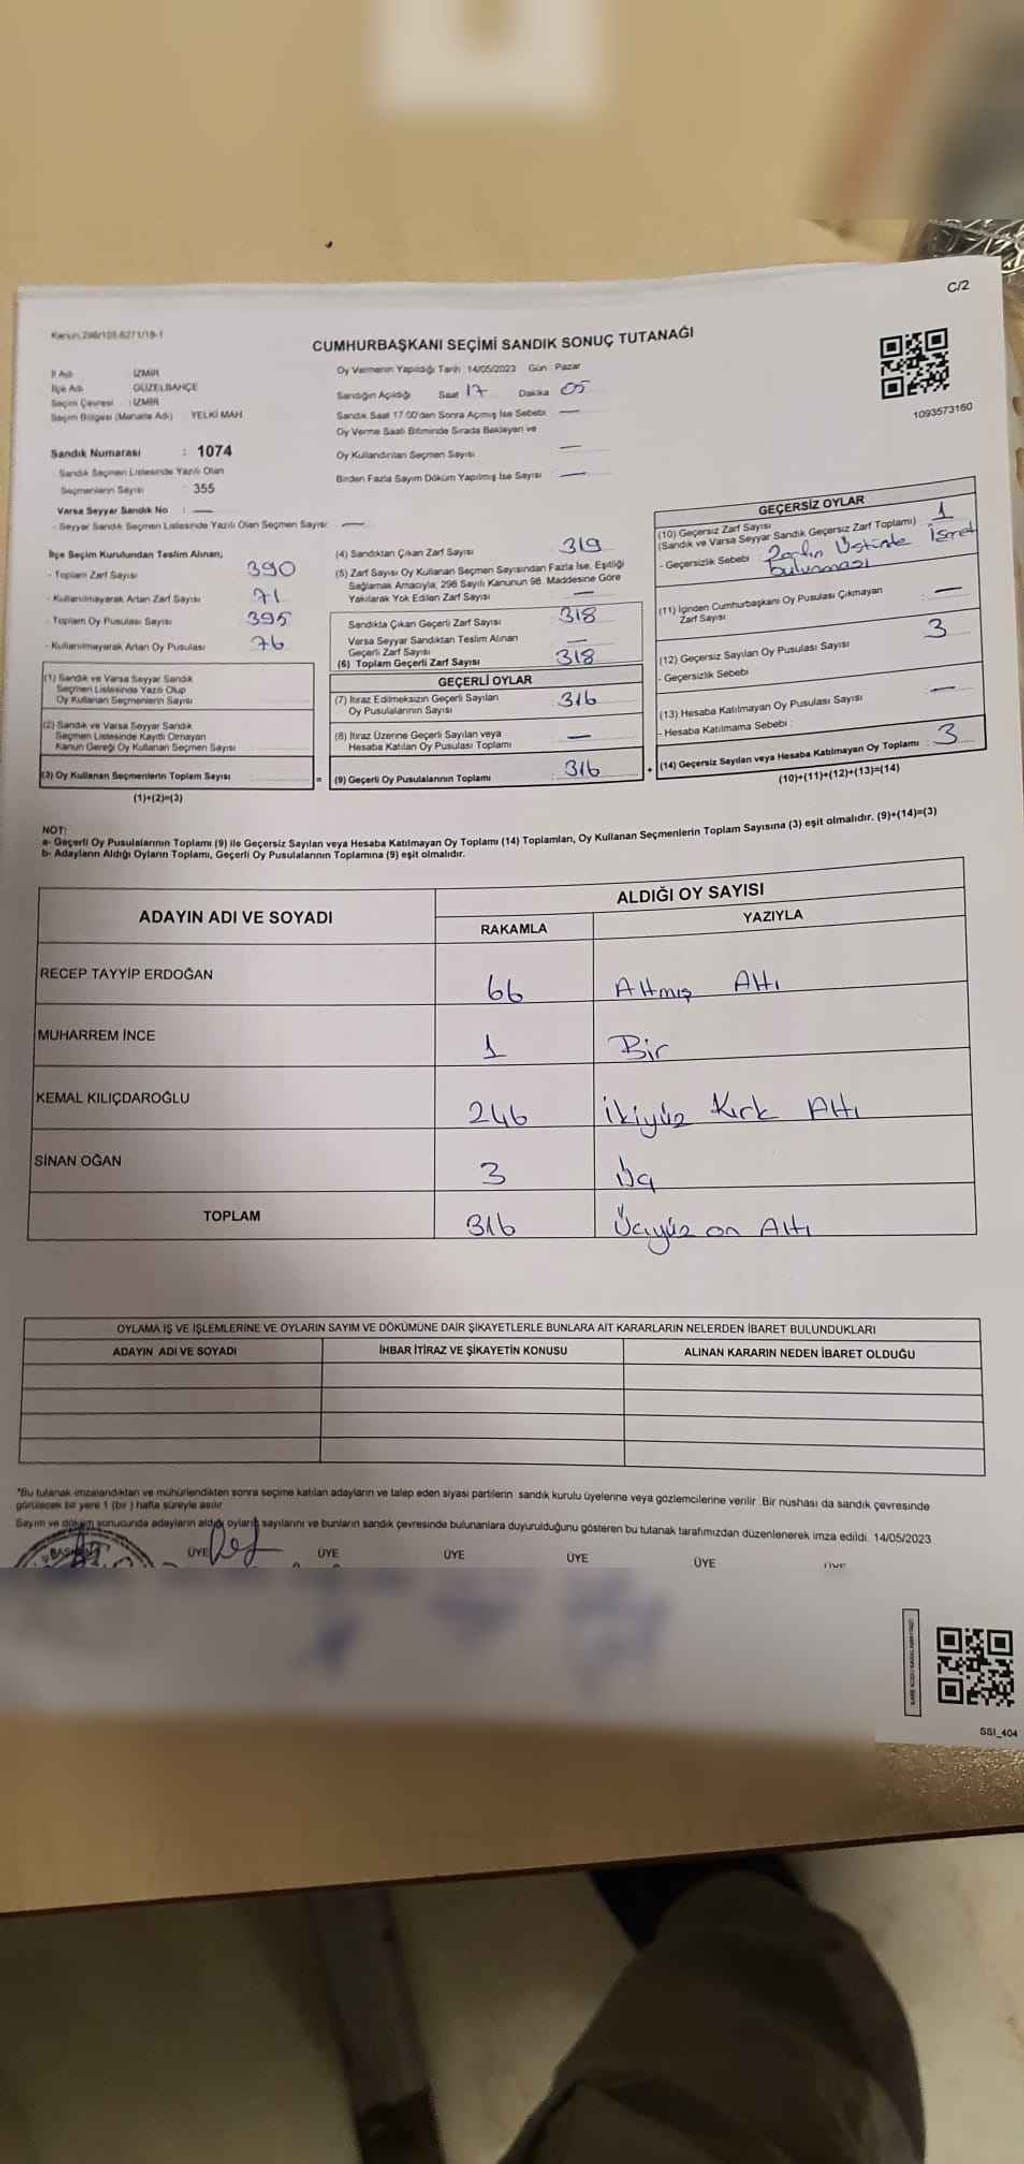 C/2
CUMHURBAŞKANI SEÇİMİ SANDIK SONUÇ TUTANAĞI
1093573160
İl Adı : İZMİR
İlçe Adı : GÜZELBAHÇE
Seçim Çevresi : İZMİR
Seçim Bölgesi (Mahalle Adı) YELKİ MAH
Sandık Numarası : 1074
Sandık Seçmen Listesinde Yazılı Olan
Seçmenlerin Sayısı : 355
Varsa Seyyar Sandık No : —
- Seyyar Sandık Seçmen Listesinde Yazılı Olan Seçmen Sayısı : —
Oy Vermenin Yapıldığı Tarih 14/05/2023 Gün Pazar
Sandığın Açıldığı Saat 17 Dakika 05
Sandık Saat 17:00'den Sonra Açmış İse Sebebi —
Oy Verme Saati Bitiminde Sırada Bekleyen ve
Oy Kullandırılan Seçmen Sayısı —
Birden Fazla Sayım Döküm Yapılmış İse Sayısı —
İlçe Seçim Kurulundan Teslim Alınan;
- Toplam Zarf Sayısı 390
- Kullanılmayarak Artan Zarf Sayısı 71
- Toplam Oy Pusulası Sayısı 395
- Kullanılmayarak Artan Oy Pusulası 76
(1) Sandık ve Varsa Seyyar Sandık
Seçmen Listesinde Yazılı Olup
Oy Kullanan Seçmenlerin Sayısı
(2) Sandık ve Varsa Seyyar Sandık
Seçmen Listesinde Kayıtlı Olmayan
Kanun Gereği Oy Kullanan Seçmen Sayısı
(3) Oy Kullanan Seçmenlerin Toplam Sayısı =
(1)+(2)=(3)
(4) Sandıktan Çıkan Zarf Sayısı 319
(5) Zarf Sayısı Oy Kullanan Seçmen Sayısından Fazla İse, Eşitliği
Sağlamak Amacıyla, 298 Sayılı Kanunun 98. Maddesine Göre
Yakılarak Yok Edilen Zarf Sayısı —
Sandıkta Çıkan Geçerli Zarf Sayısı 318
Varsa Seyyar Sandıktan Teslim Alınan
Geçerli Zarf Sayısı —
(6) Toplam Geçerli Zarf Sayısı 318
GEÇERLİ OYLAR
(7) İtiraz Edilmeksizin Geçerli Sayılan
Oy Pusulalarının Sayısı 316
(8) İtiraz Üzerine Geçerli Sayılan veya
Hesaba Katılan Oy Pusulası Toplamı —
(9) Geçerli Oy Pusulalarının Toplamı 316 +
GEÇERSİZ OYLAR
(10) Geçersiz Zarf Sayısı
(Sandık ve Varsa Seyyar Sandık Geçersiz Zarf Toplamı) 1
- Geçersizlik Sebebi : Zarfın Üstünde İsmet
bulunması
(11) İçinden Cumhurbaşkanı Oy Pusulası Çıkmayan
Zarf Sayısı —
(12) Geçersiz Sayılan Oy Pusulası Sayısı 3
- Geçersizlik Sebebi
(13) Hesaba Katılmayan Oy Pusulası Sayısı —
- Hesaba Katılmama Sebebi :
(14) Geçersiz Sayılan veya Hesaba Katılmayan Oy Toplamı 3
(10)+(11)+(12)+(13)=(14)
NOT:
a- Geçerli Oy Pusulalarının Toplamı (9) ile Geçersiz Sayılan veya Hesaba Katılmayan Oy Toplamı (14) Toplamları, Oy Kullanan Seçmenlerin Toplam Sayısına (3) eşit olmalıdır. (9)+(14)=(3)
b- Adayların Aldığı Oyların Toplamı, Geçerli Oy Pusulalarının Toplamına (9) eşit olmalıdır.
ADAYIN ADI VE SOYADI
ALDIĞI OY SAYISI
RAKAMLA YAZIYLA
RECEP TAYYİP ERDOĞAN 66 Altmış Altı
MUHARREM İNCE 1 Bir
KEMAL KILIÇDAROĞLU 246 İkiyüz Kırk Altı
SİNAN OĞAN 3 Üç
TOPLAM 316 Üçyüz on Altı
OYLAMA İŞ VE İŞLEMLERİNE VE OYLARIN SAYIM VE DÖKÜMÜNE DAİR ŞİKAYETLERLE BUNLARA AİT KARARLARIN NELERDEN İBARET BULUNDUKLARI
ADAYIN ADI VE SOYADI İHBAR İTİRAZ VE ŞİKAYETİN KONUSU ALINAN KARARIN NEDEN İBARET OLDUĞU
*Bu tutanak imzalandıktan ve mühürlendikten sonra seçime katılan adayların ve talep eden siyasi partilerin sandık kurulu üyelerine veya gözlemcilerine verilir. Bir nüshası da sandık çevresinde
görülecek bir yere 1 (bir) hafta süreyle asılır.
Sayım ve döküm sonucunda adayların aldığı oyların sayılarını ve bunların sandık çevresinde bulunanlara duyurulduğunu gösteren bu tutanak tarafımızdan düzenlenerek imza edildi. 14/05/2023
BAŞKAN ÜYE ÜYE ÜYE ÜYE ÜYE ÜYE
SSI_404